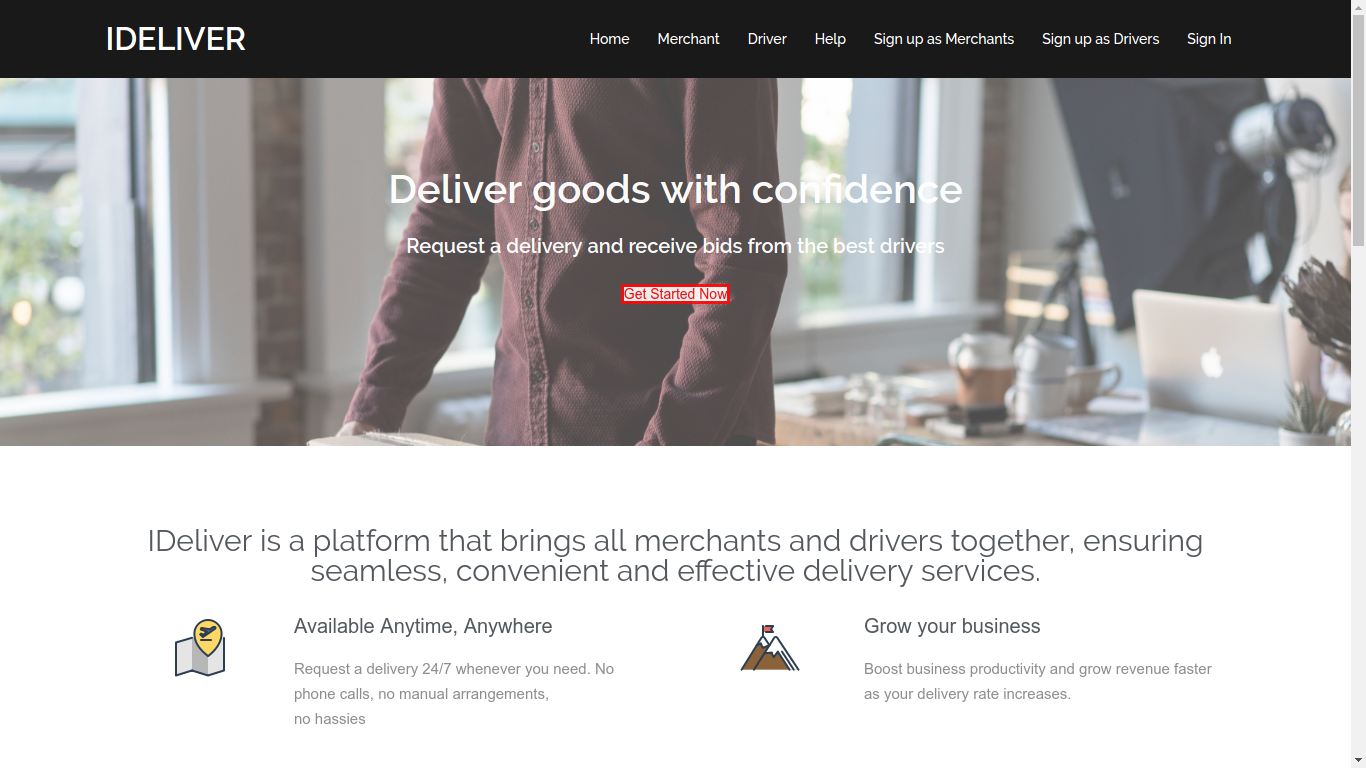 IDELIVER
Home Merchant Driver Help Sign up as Merchants Sign up as Drivers Sign In
Deliver goods with confidence
Request a delivery and receive bids from the best drivers
Get Started Now
IDeliver is a platform that brings all merchants and drivers together, ensuring
seamless, convenient and effective delivery services.
Available Anytime, Anywhere
Request a delivery 24/7 whenever you need. No
phone calls, no manual arrangements,
no hassies
Grow your business
Boost business productivity and grow revenue faster
as your delivery rate increases.